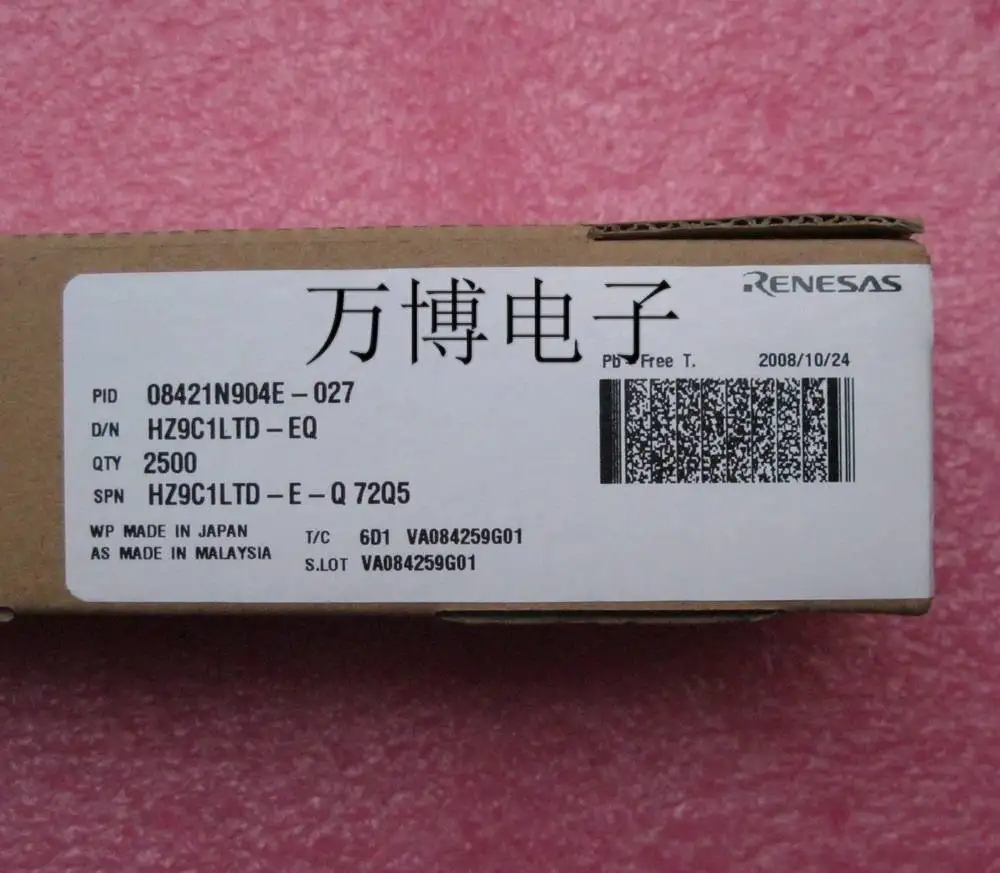 RENESAS
万博电子
Pb-Free T. 2008/10/24
PID 08421N904E-027
D/N HZ9C1LTD-EQ
QTY 2500
SPN HZ9C1LTD-E-Q 72Q5
WP MADE IN JAPAN
AS MADE IN MALAYSIA
T/C 6D1 VA084259G01
S.LOT VA084259G01